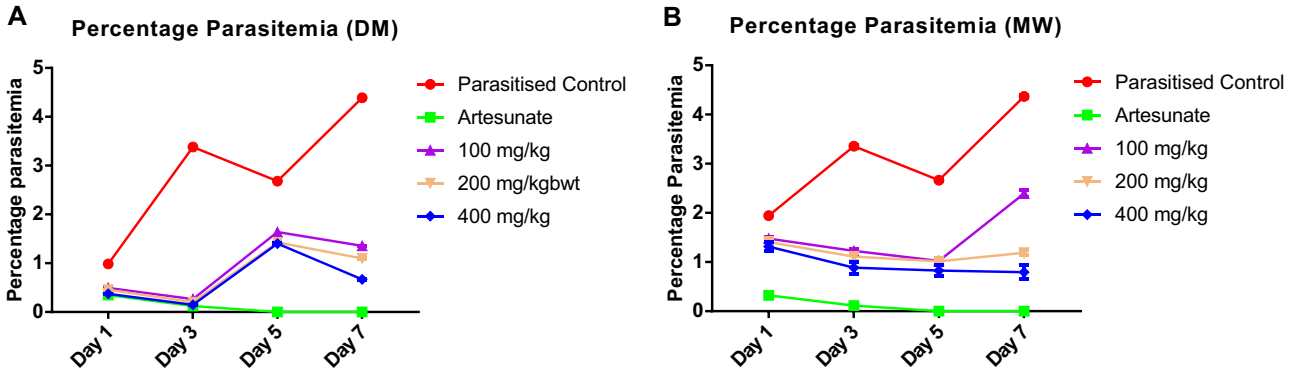 A
Percentage Parasitemia (DM)
Percentage parasitemia
5
4
3
2
1
0
Day 1
Day 3
Day 5
Day 7
Parasitised Control
Artesunate
100 mg/kg
200 mg/kgbwt
400 mg/kg
B
Percentage Parasitemia (MW)
Percentage Parasitemia
5
4
3
2
1
0
Day 1
Day 3
Day 5
Day 7
Parasitised Control
Artesunate
100 mg/kg
200 mg/kg
400 mg/kg